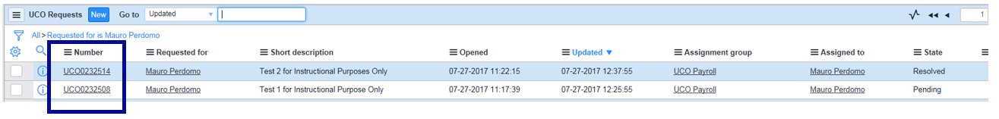 UCO Requests New Go to Updated 1
All > Requested for is Mauro Perdomo
Number Requested for Short description Opened Updated Assignment group Assigned to State
UCO0232514 Mauro Perdomo Test 2 for Instructional Purposes Only 07-27-2017 11:22:15 07-27-2017 12:37:55 UCO Payroll Mauro Perdomo Resolved
UCO0232508 Mauro Perdomo Test 1 for Instructional Purpose Only 07-27-2017 11:17:39 07-27-2017 12:25:55 UCO Payroll Mauro Perdomo Pending